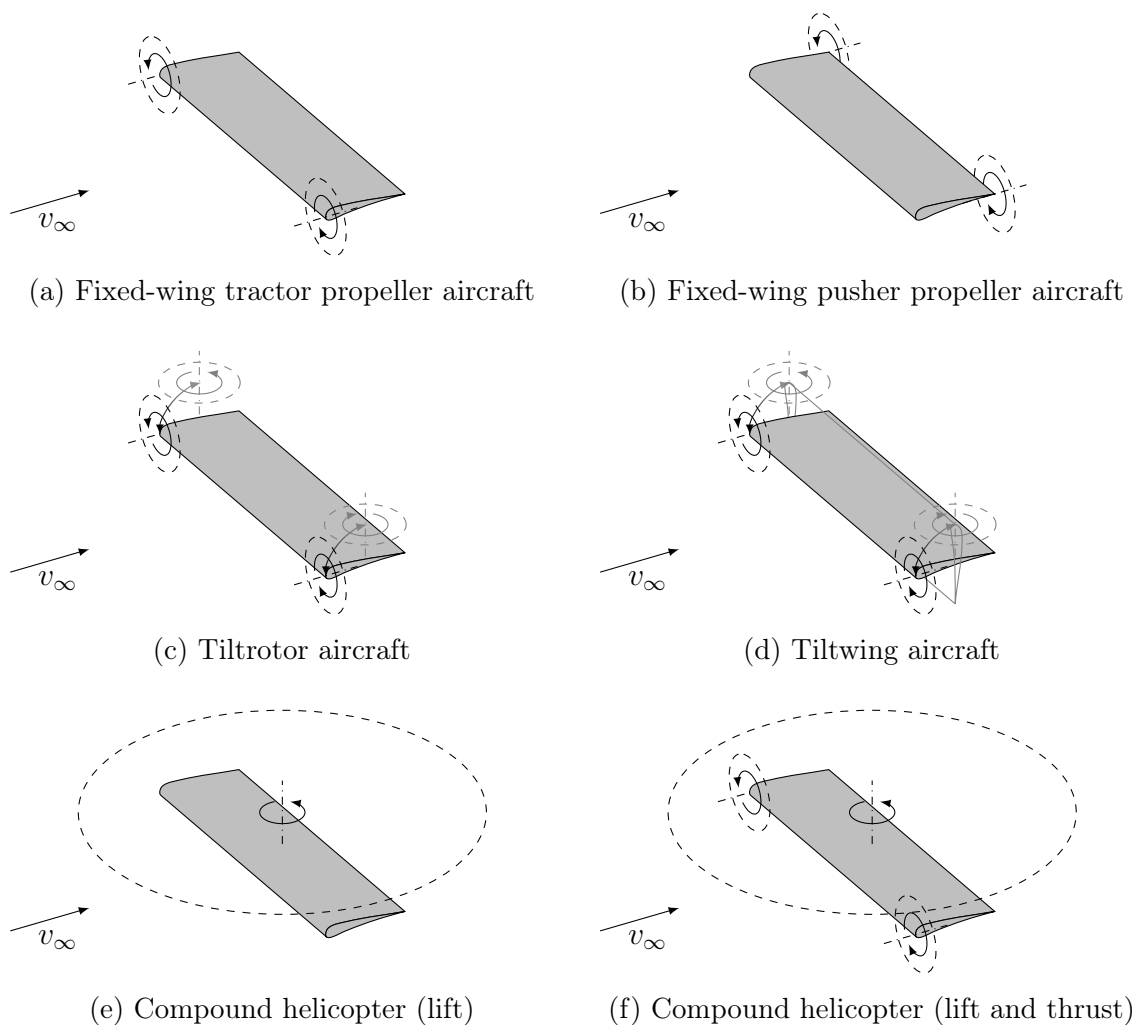 v∞
v∞
(a) Fixed-wing tractor propeller aircraft
(b) Fixed-wing pusher propeller aircraft
v∞
v∞
(c) Tiltrotor aircraft
(d) Tiltwing aircraft
v∞
v∞
(e) Compound helicopter (lift)
(f) Compound helicopter (lift and thrust)